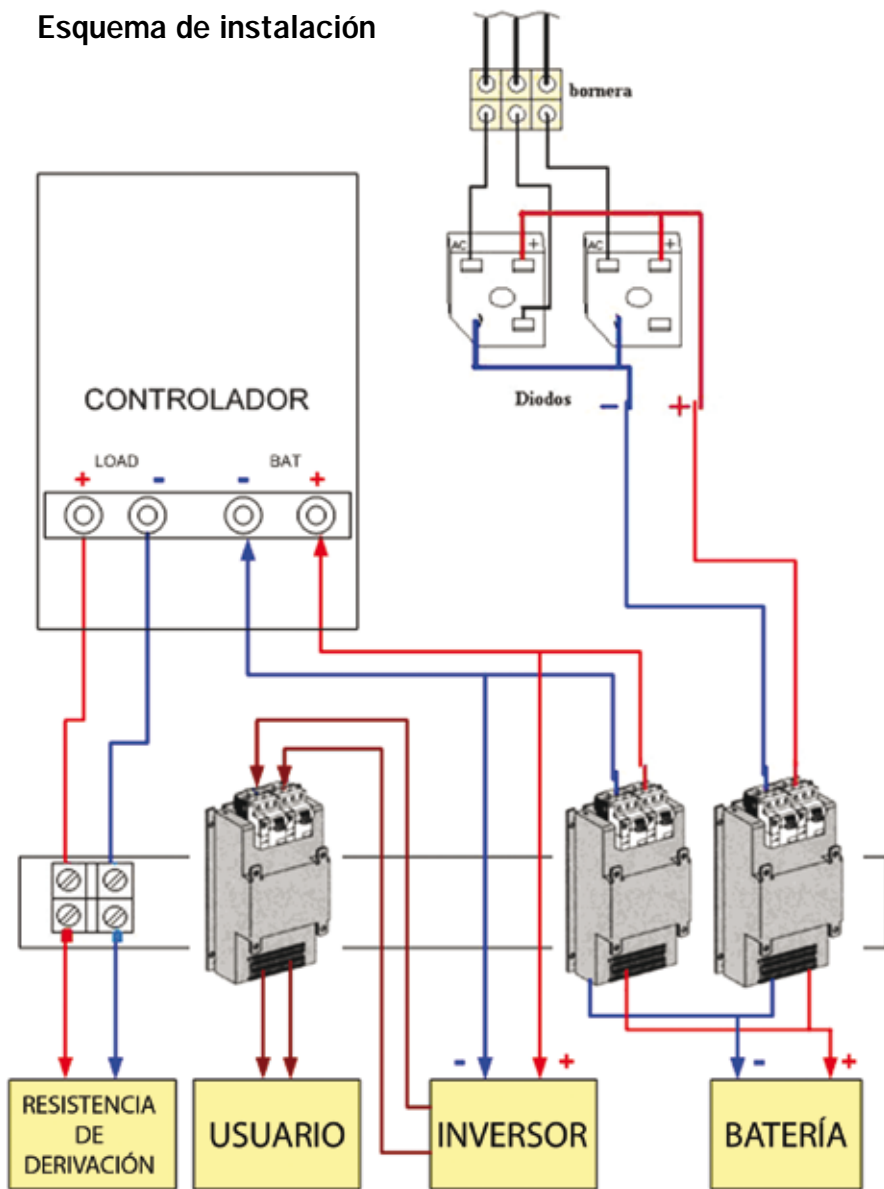 Esquema de instalación
bornera
AC +
AC +
Diodos
- +
CONTROLADOR
LOAD BAT
+ - - +
- +
- +
RESISTENCIA
DE
DERIVACIÓN
USUARIO
INVERSOR
BATERÍA